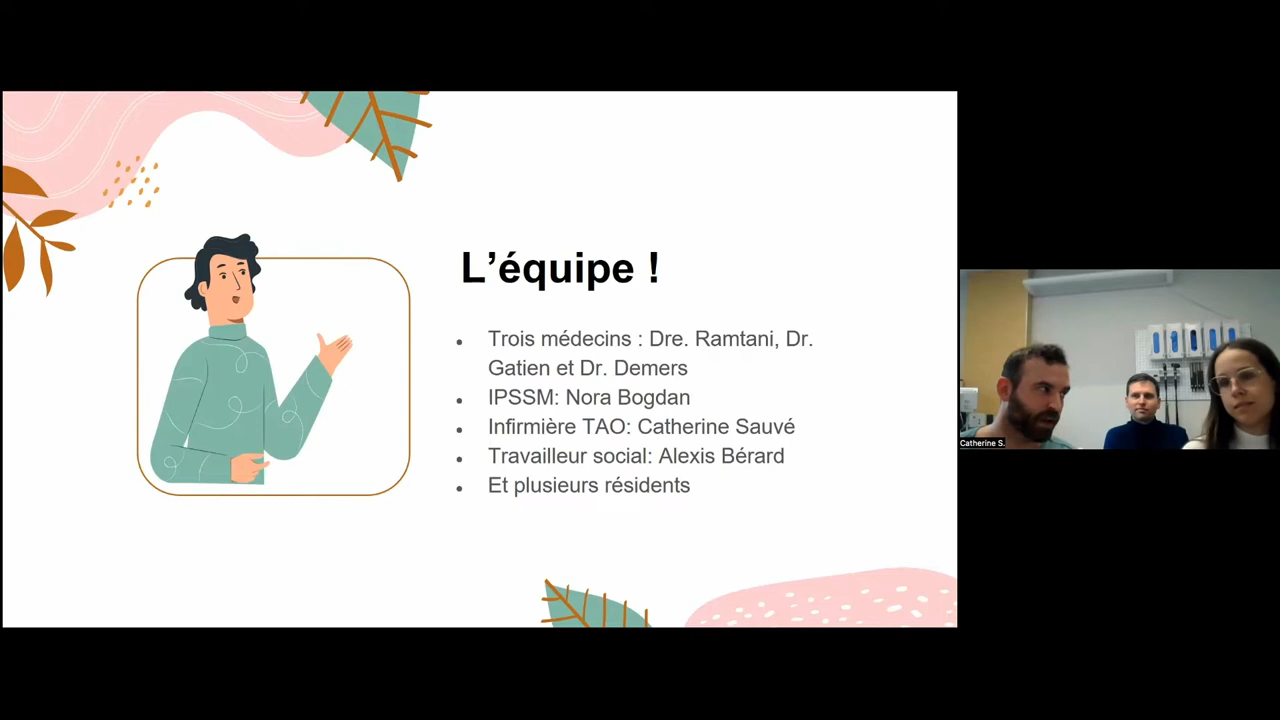 L’équipe !
● Trois médecins : Dre. Ramtani, Dr.
Gatien et Dr. Demers
● IPSSM: Nora Bogdan
● Infirmière TAO: Catherine Sauvé
● Travailleur social: Alexis Bérard
● Et plusieurs résidents
Catherine S.